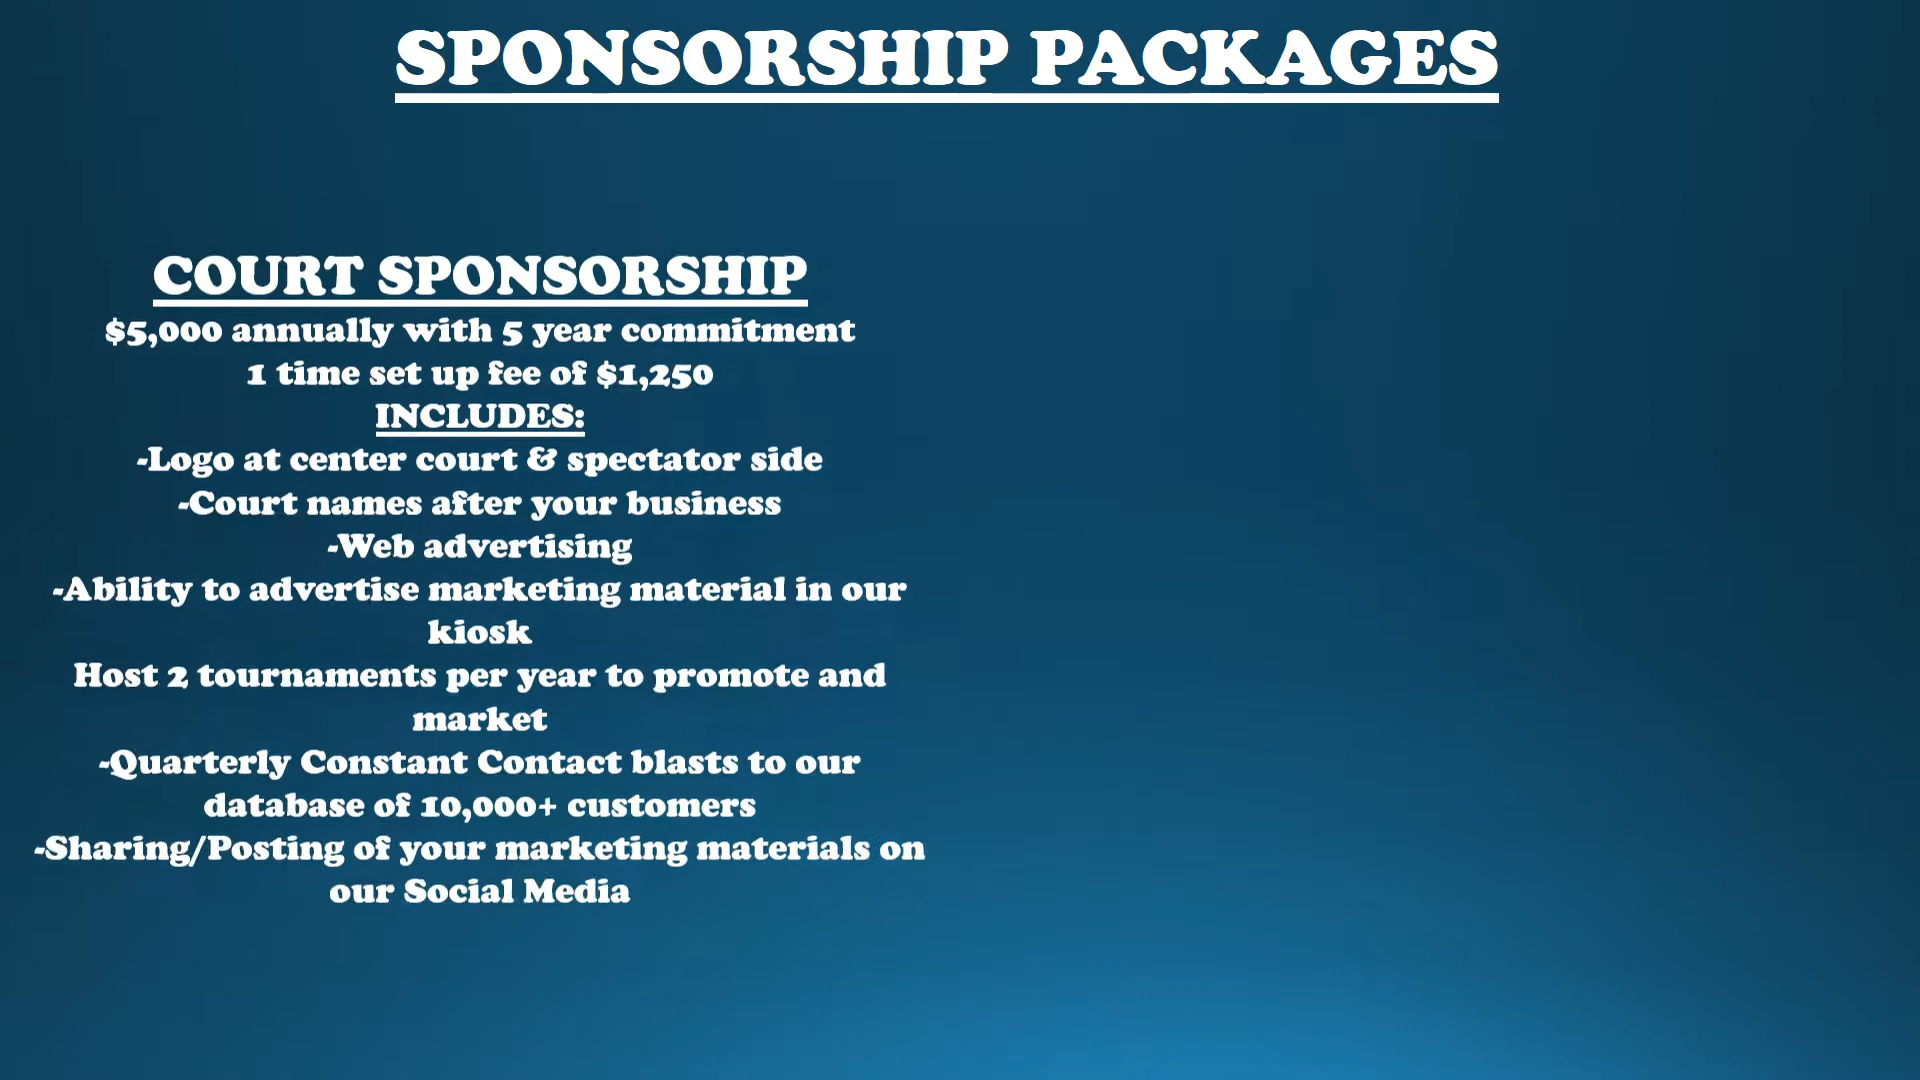 SPONSORSHIP PACKAGES
COURT SPONSORSHIP
$5,000 annually with 5 year commitment
1 time set up fee of $1,250
INCLUDES:
-Logo at center court & spectator side
-Court names after your business
-Web advertising
-Ability to advertise marketing material in our
kiosk
Host 2 tournaments per year to promote and
market
-Quarterly Constant Contact blasts to our
database of 10,000+ customers
-Sharing/Posting of your marketing materials on
our Social Media